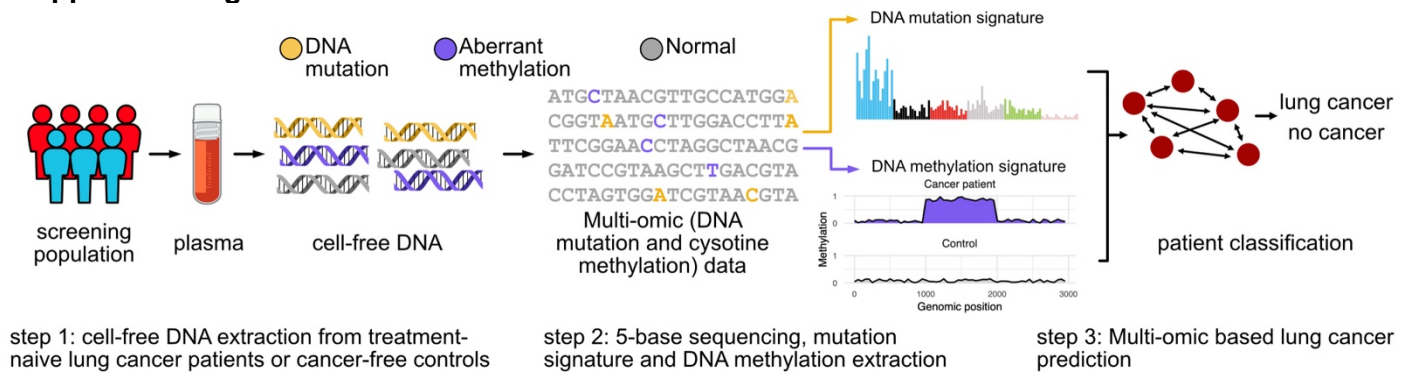 DNA mutation
Aberrant methylation
Normal
ATGCTAACGTTGCCATGGA
CGGTAATGCTTGGACCTTA
TTCGGAACCTAGGCTAACG
GATCCGTAAGCTTGACGTA
CCTAGTGGATCGTAACGTA
DNA mutation signature
DNA methylation signature
Cancer patient
1
0
Control
1
0
Methylation
0
1000
2000
3000
Genomic position
lung cancer
no cancer
screening
population
plasma
cell-free DNA
Multi-omic (DNA
mutation and cysotine
methylation) data
patient classification
step 1: cell-free DNA extraction from treatment-
naive lung cancer patients or cancer-free controls
step 2: 5-base sequencing, mutation
signature and DNA methylation extraction
step 3: Multi-omic based lung cancer
prediction